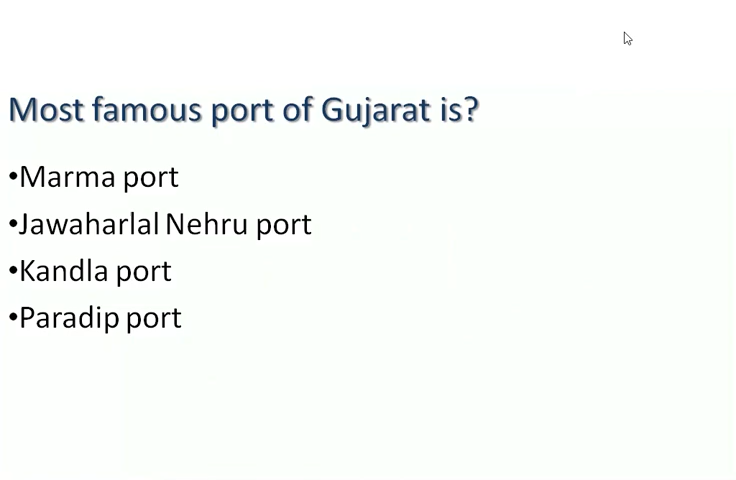 Most famous port of Gujarat is?
•Marma port
•Jawaharlal Nehru port
•Kandla port
•Paradip port